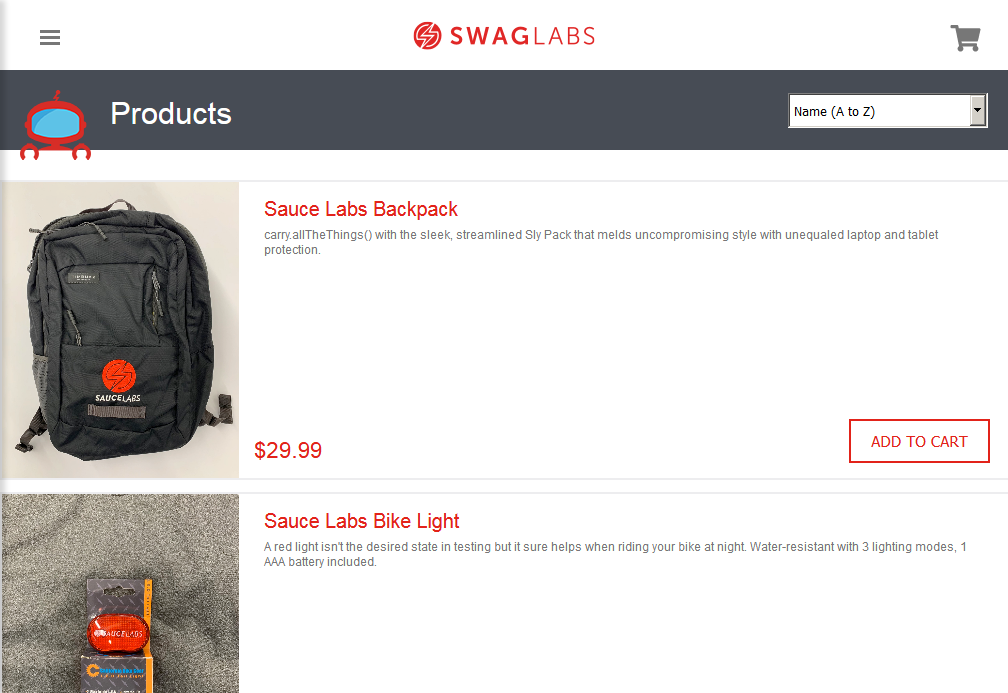 SWAGLABS
Products
Name (A to Z)
Sauce Labs Backpack
carry.allTheThings() with the sleek, streamlined Sly Pack that melds uncompromising style with unequaled laptop and tablet
protection.
SAUCELABS
$29.99
ADD TO CART
Sauce Labs Bike Light
A red light isn't the desired state in testing but it sure helps when riding your bike at night. Water-resistant with 3 lighting modes, 1
AAA battery included.
SAUCELABS